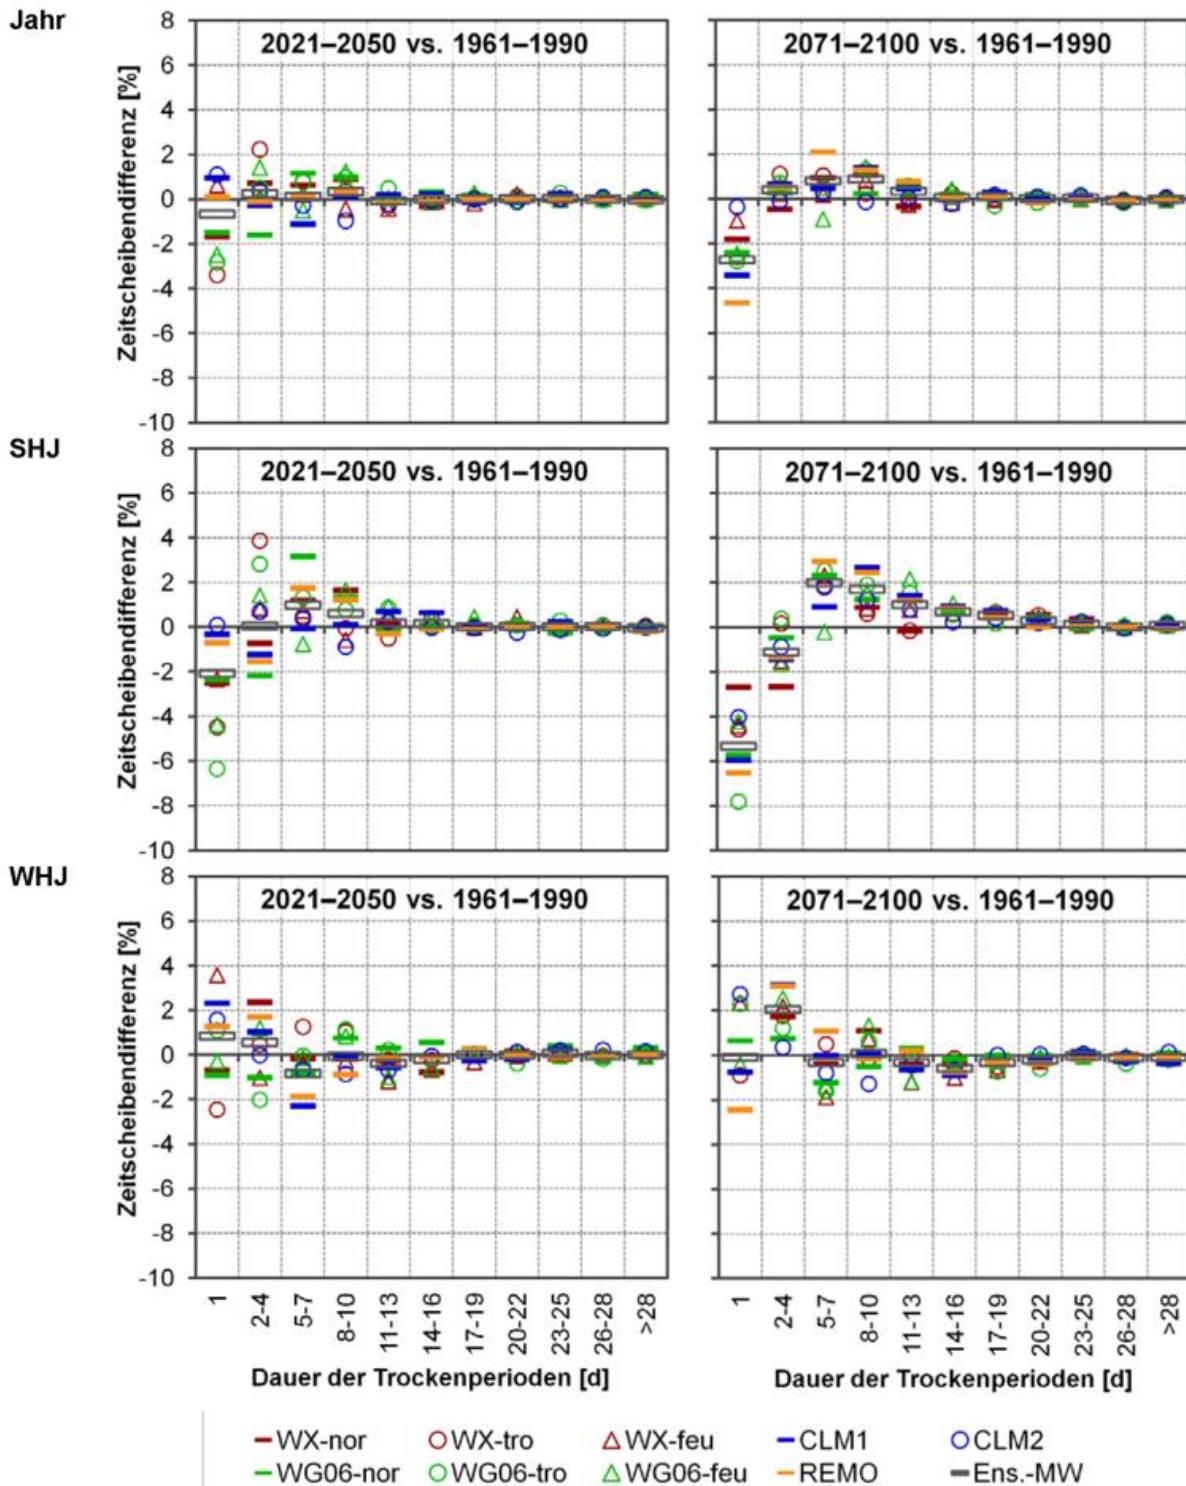 Jahr
2021–2050 vs. 1961–1990
2071–2100 vs. 1961–1990
Zeitscheibendifferenz [%]
8
6
4
2
0
-2
-4
-6
-8
-10
SHJ
2021–2050 vs. 1961–1990
2071–2100 vs. 1961–1990
Zeitscheibendifferenz [%]
8
6
4
2
0
-2
-4
-6
-8
-10
WHJ
2021–2050 vs. 1961–1990
2071–2100 vs. 1961–1990
Zeitscheibendifferenz [%]
8
6
4
2
0
-2
-4
-6
-8
-10
1 2-4 5-7 8-10 11-13 14-16 17-19 20-22 23-25 26-28 >28
1 2-4 5-7 8-10 11-13 14-16 17-19 20-22 23-25 26-28 >28
Dauer der Trockenperioden [d]
Dauer der Trockenperioden [d]
WX-nor WX-tro WX-feu CLM1 CLM2
WG06-nor WG06-tro WG06-feu REMO Ens.-MW